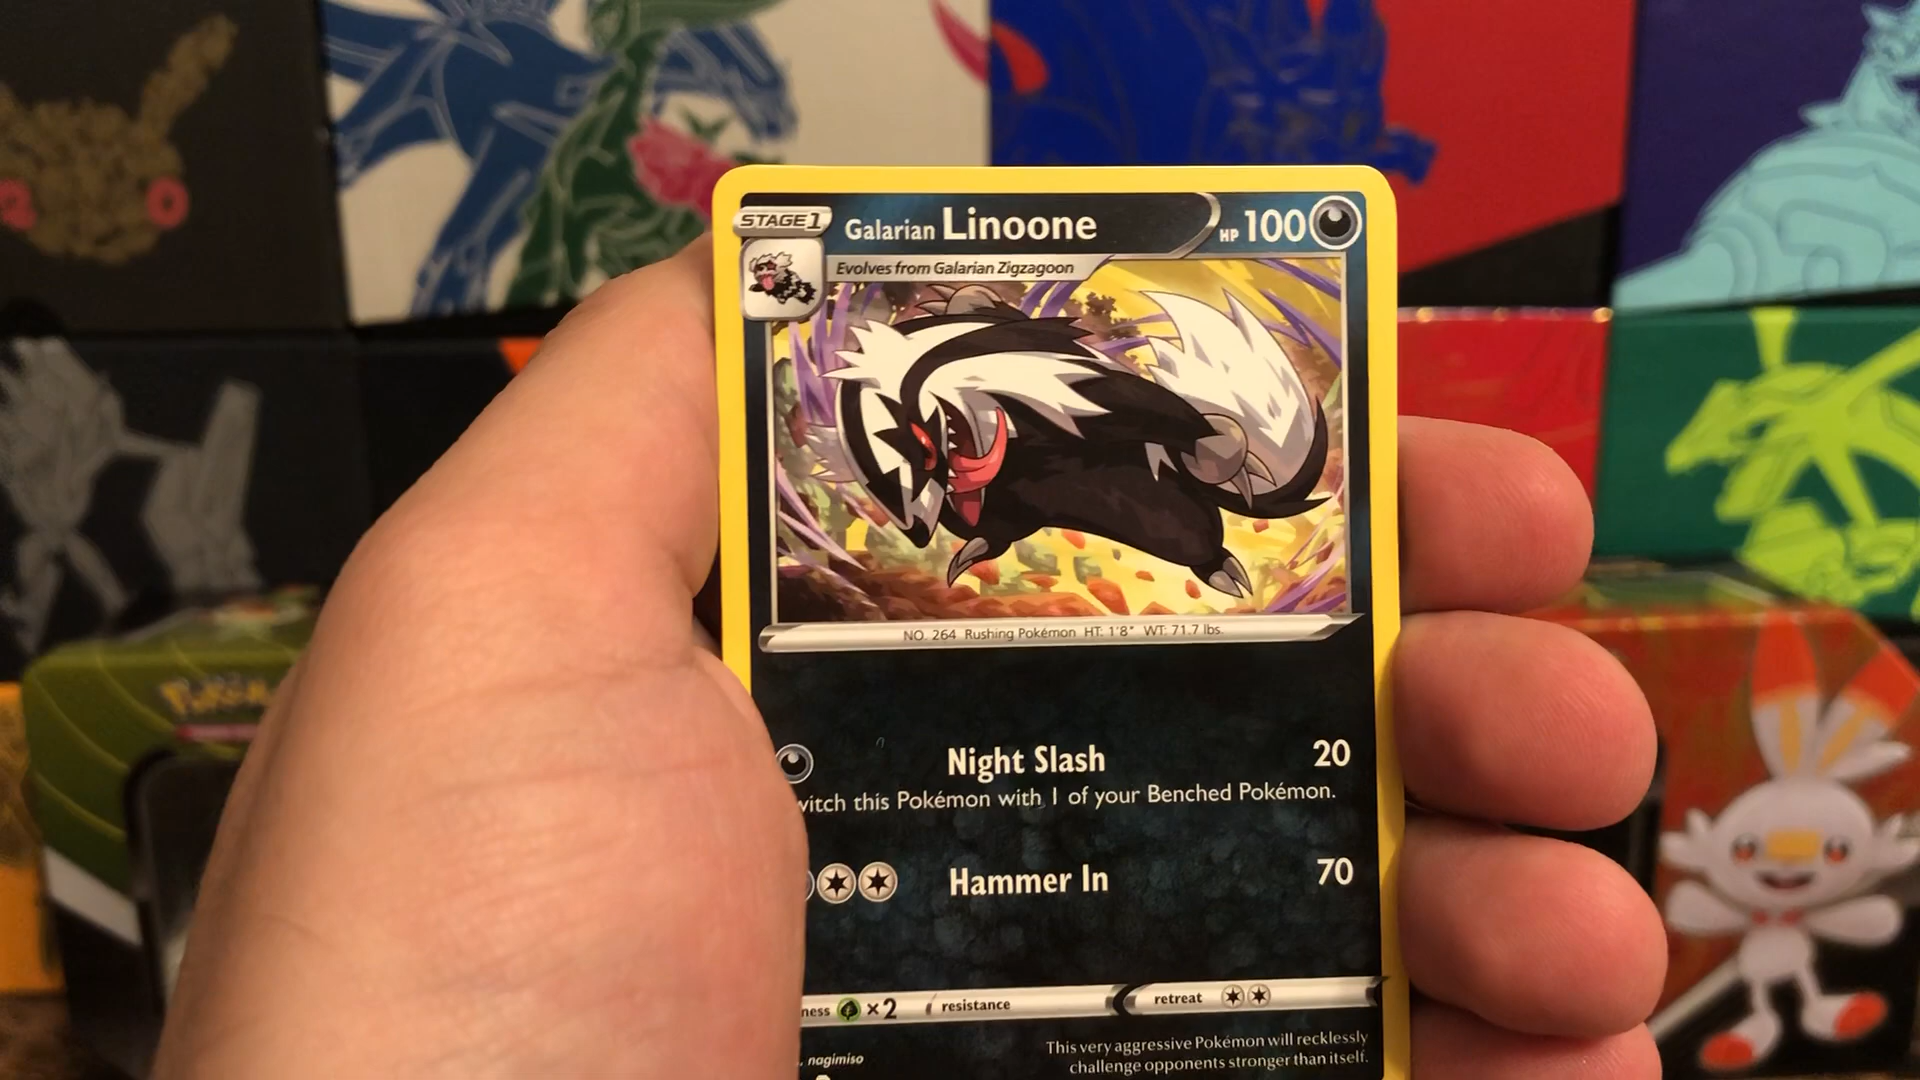 STAGE 1 Galarian Linoone HP 100
Evolves from Galarian Zigzagoon
NO. 264 Rushing Pokémon HT: 1'8" WT: 71.7 lbs.
Night Slash 20
witch this Pokémon with 1 of your Benched Pokémon.
Hammer In 70
ness ×2 resistance retreat
This very aggressive Pokémon will recklessly
challenge opponents stronger than itself.
nagimiso